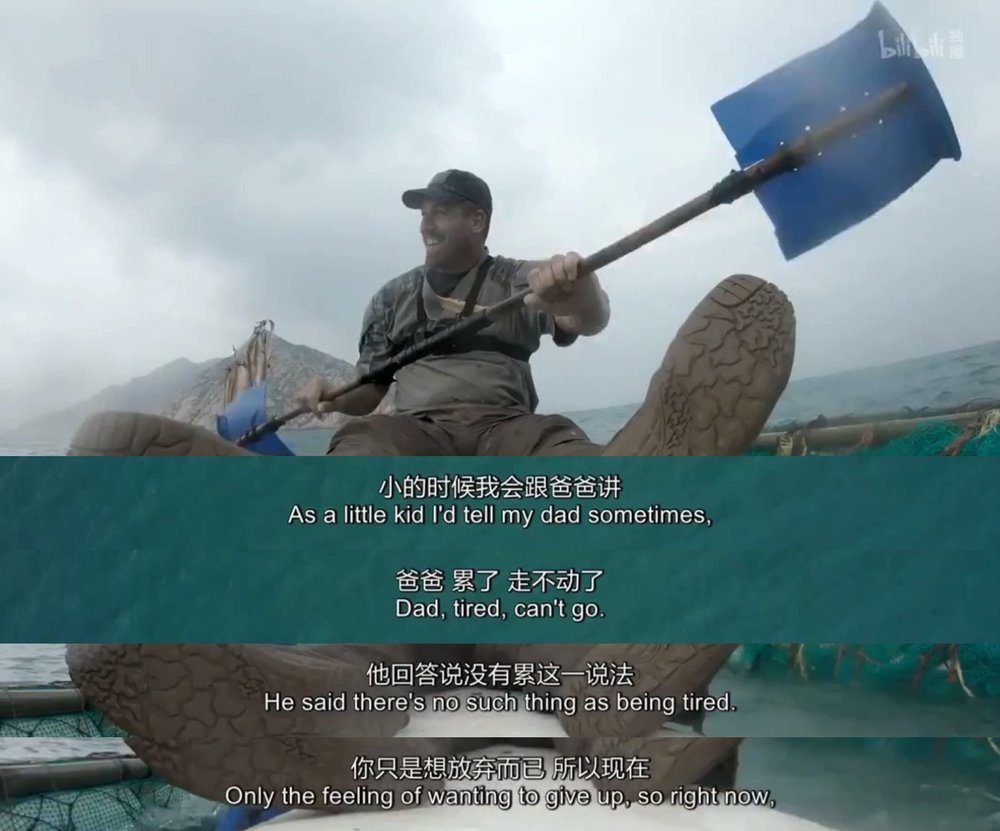 bilibili 独播
小的时候我会跟爸爸讲
As a little kid I'd tell my dad sometimes,
爸爸 累了 走不动了
Dad, tired, can't go.
他回答说没有累这一说法
He said there's no such thing as being tired.
你只是想放弃而已 所以现在
Only the feeling of wanting to give up, so right now,